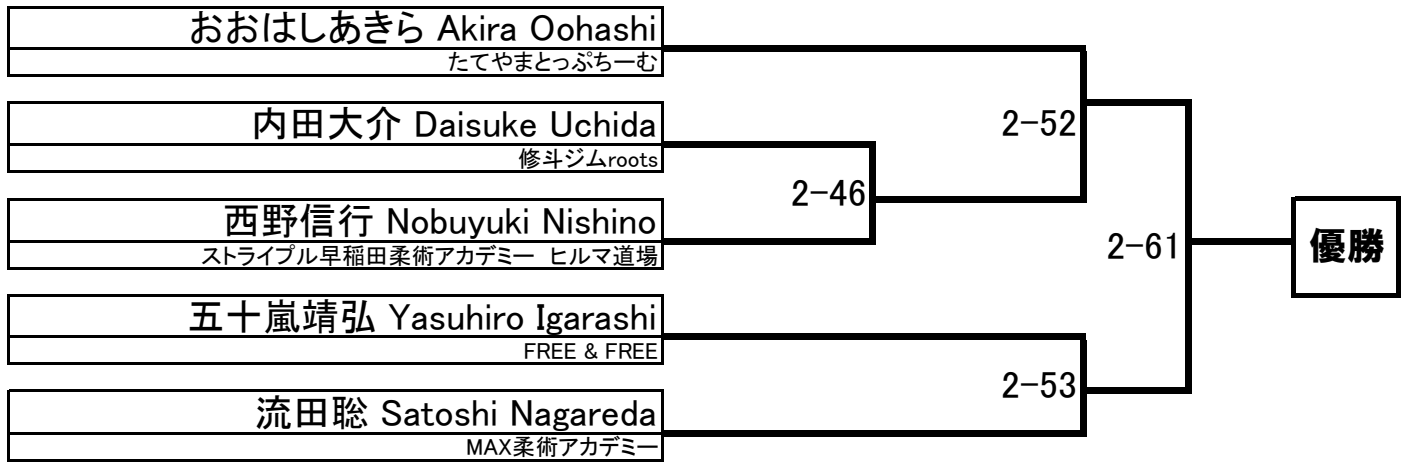 おおはしあきら Akira Oohashi
たてやまとっぷちーむ
内田大介 Daisuke Uchida
修斗ジムroots
西野信行 Nobuyuki Nishino
ストライプル早稲田柔術アカデミー ヒルマ道場
五十嵐靖弘 Yasuhiro Igarashi
FREE & FREE
流田聡 Satoshi Nagareda
MAX柔術アカデミー
2-46
2-52
2-53
2-61
優勝